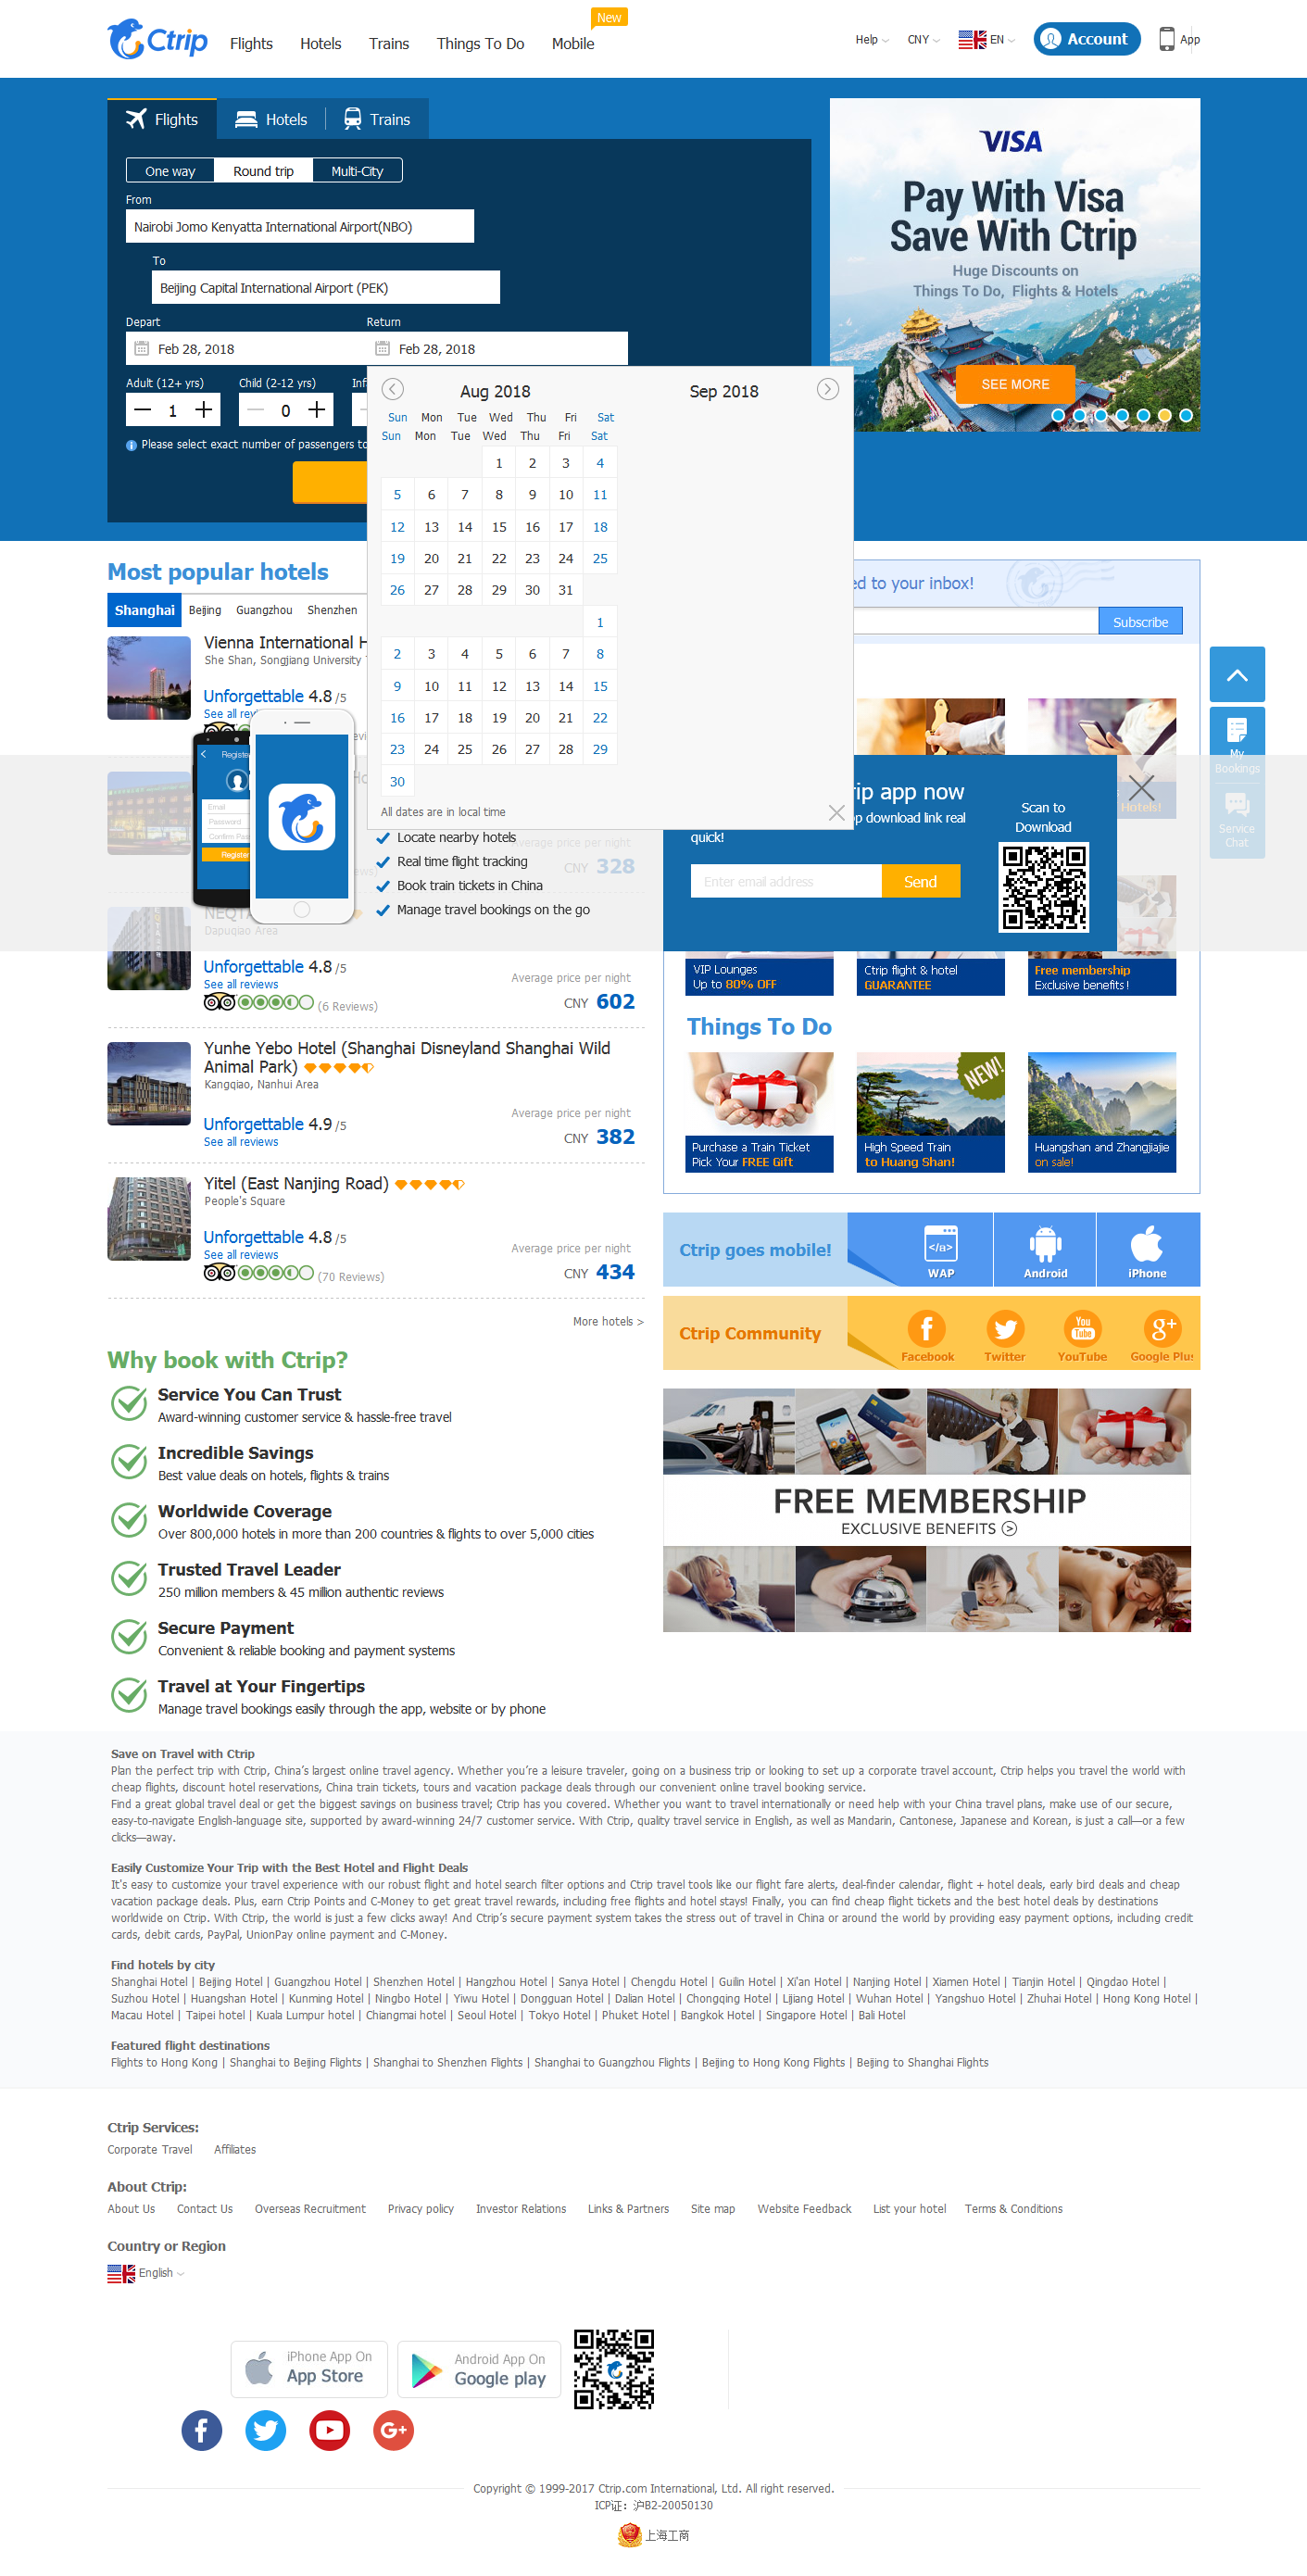 Ctrip
Flights
Hotels
Trains
Things To Do
Mobile
New
Help
CNY
EN
Account
App
Flights
Hotels
Trains
One way
Round trip
Multi-City
From
Nairobi Jomo Kenyatta International Airport(NBO)
To
Beijing Capital International Airport (PEK)
Depart
Return
Feb 28, 2018
Feb 28, 2018
Adult (12+ yrs)
Child (2-12 yrs)
1
0
Please select exact number of passengers
VISA
Pay With Visa
Save With Ctrip
Huge Discounts on
Things To Do, Flights & Hotels
SEE MORE
Aug 2018
Sep 2018
Sun Mon Tue Wed Thu Fri Sat
Sun Mon Tue Wed Thu Fri Sat
1 2 3 4
5 6 7 8 9 10 11
12 13 14 15 16 17 18
19 20 21 22 23 24 25
26 27 28 29 30 31
1
2 3 4 5 6 7 8
9 10 11 12 13 14 15
16 17 18 19 20 21 22
23 24 25 26 27 28 29
30
All dates are in local time
Most popular hotels
Shanghai
Beijing
Guangzhou
Shenzhen
to your inbox!
Subscribe
Vienna International
She Shan, Songjiang University
Unforgettable 4.8 /5
See all
My
Bookings
Service
Chat
Hotels!
Register
Email
Password
Confirm
Register
app now
download link real
quick!
Scan to
Download
Enter email address
Send
Locate nearby hotels
Real time flight tracking
Book train tickets in China
Manage travel bookings on the go
CNY 328
Dapuqiao Area
Unforgettable 4.8 /5
See all reviews
(6 Reviews)
Average price per night
CNY 602
VIP Lounges
Up to 80% OFF
Ctrip flight & hotel
GUARANTEE
Free membership
Exclusive benefits !
Yunhe Yebo Hotel (Shanghai Disneyland Shanghai Wild
Animal Park)
Kangqiao, Nanhui Area
Unforgettable 4.9 /5
See all reviews
Average price per night
CNY 382
Things To Do
NEW!
Purchase a Train Ticket
Pick Your FREE Gift
High Speed Train
to Huang Shan!
Huangshan and Zhangjiajie
on sale!
Yitel (East Nanjing Road)
People's Square
Unforgettable 4.8 /5
See all reviews
(70 Reviews)
Average price per night
CNY 434
More hotels >
Ctrip goes mobile!
</a>
WAP
Android
iPhone
Ctrip Community
Facebook
Twitter
You
Tube
YouTube
g+
Google Plus
FREE MEMBERSHIP
EXCLUSIVE BENEFITS
Why book with Ctrip?
Service You Can Trust
Award-winning customer service & hassle-free travel
Incredible Savings
Best value deals on hotels, flights & trains
Worldwide Coverage
Over 800,000 hotels in more than 200 countries & flights to over 5,000 cities
Trusted Travel Leader
250 million members & 45 million authentic reviews
Secure Payment
Convenient & reliable booking and payment systems
Travel at Your Fingertips
Manage travel bookings easily through the app, website or by phone
Save on Travel with Ctrip
Plan the perfect trip with Ctrip, China’s largest online travel agency. Whether you’re a leisure traveler, going on a business trip or looking to set up a corporate travel account, Ctrip helps you travel the world with
cheap flights, discount hotel reservations, China train tickets, tours and vacation package deals through our convenient online travel booking service.
Find a great global travel deal or get the biggest savings on business travel; Ctrip has you covered. Whether you want to travel internationally or need help with your China travel plans, make use of our secure,
easy-to-navigate English-language site, supported by award-winning 24/7 customer service. With Ctrip, quality travel service in English, as well as Mandarin, Cantonese, Japanese and Korean, is just a call—or a few
clicks—away.
Easily Customize Your Trip with the Best Hotel and Flight Deals
It's easy to customize your travel experience with our robust flight and hotel search filter options and Ctrip travel tools like our flight fare alerts, deal-finder calendar, flight + hotel deals, early bird deals and cheap
vacation package deals. Plus, earn Ctrip Points and C-Money to get great travel rewards, including free flights and hotel stays! Finally, you can find cheap flight tickets and the best hotel deals by destinations
worldwide on Ctrip. With Ctrip, the world is just a few clicks away! And Ctrip’s secure payment system takes the stress out of travel in China or around the world by providing easy payment options, including credit
cards, debit cards, PayPal, UnionPay online payment and C-Money.
Find hotels by city
Shanghai Hotel | Beijing Hotel | Guangzhou Hotel | Shenzhen Hotel | Hangzhou Hotel | Sanya Hotel | Chengdu Hotel | Guilin Hotel | Xi'an Hotel | Nanjing Hotel | Xiamen Hotel | Tianjin Hotel | Qingdao Hotel |
Suzhou Hotel | Huangshan Hotel | Kunming Hotel | Ningbo Hotel | Yiwu Hotel | Dongguan Hotel | Dalian Hotel | Chongqing Hotel | Lijiang Hotel | Wuhan Hotel | Yangshuo Hotel | Zhuhai Hotel | Hong Kong Hotel |
Macau Hotel | Taipei hotel | Kuala Lumpur hotel | Chiangmai hotel | Seoul Hotel | Tokyo Hotel | Phuket Hotel | Bangkok Hotel | Singapore Hotel | Bali Hotel
Featured flight destinations
Flights to Hong Kong | Shanghai to Beijing Flights | Shanghai to Shenzhen Flights | Shanghai to Guangzhou Flights | Beijing to Hong Kong Flights | Beijing to Shanghai Flights
Ctrip Services:
Corporate Travel
Affiliates
About Ctrip:
About Us
Contact Us
Overseas Recruitment
Privacy policy
Investor Relations
Links & Partners
Site map
Website Feedback
List your hotel
Terms & Conditions
Country or Region
English
iPhone App On
App Store
Android App On
Google play
G+
Copyright © 1999-2017 Ctrip.com International, Ltd. All right reserved.
ICP证：沪B2-20050130
上海工商